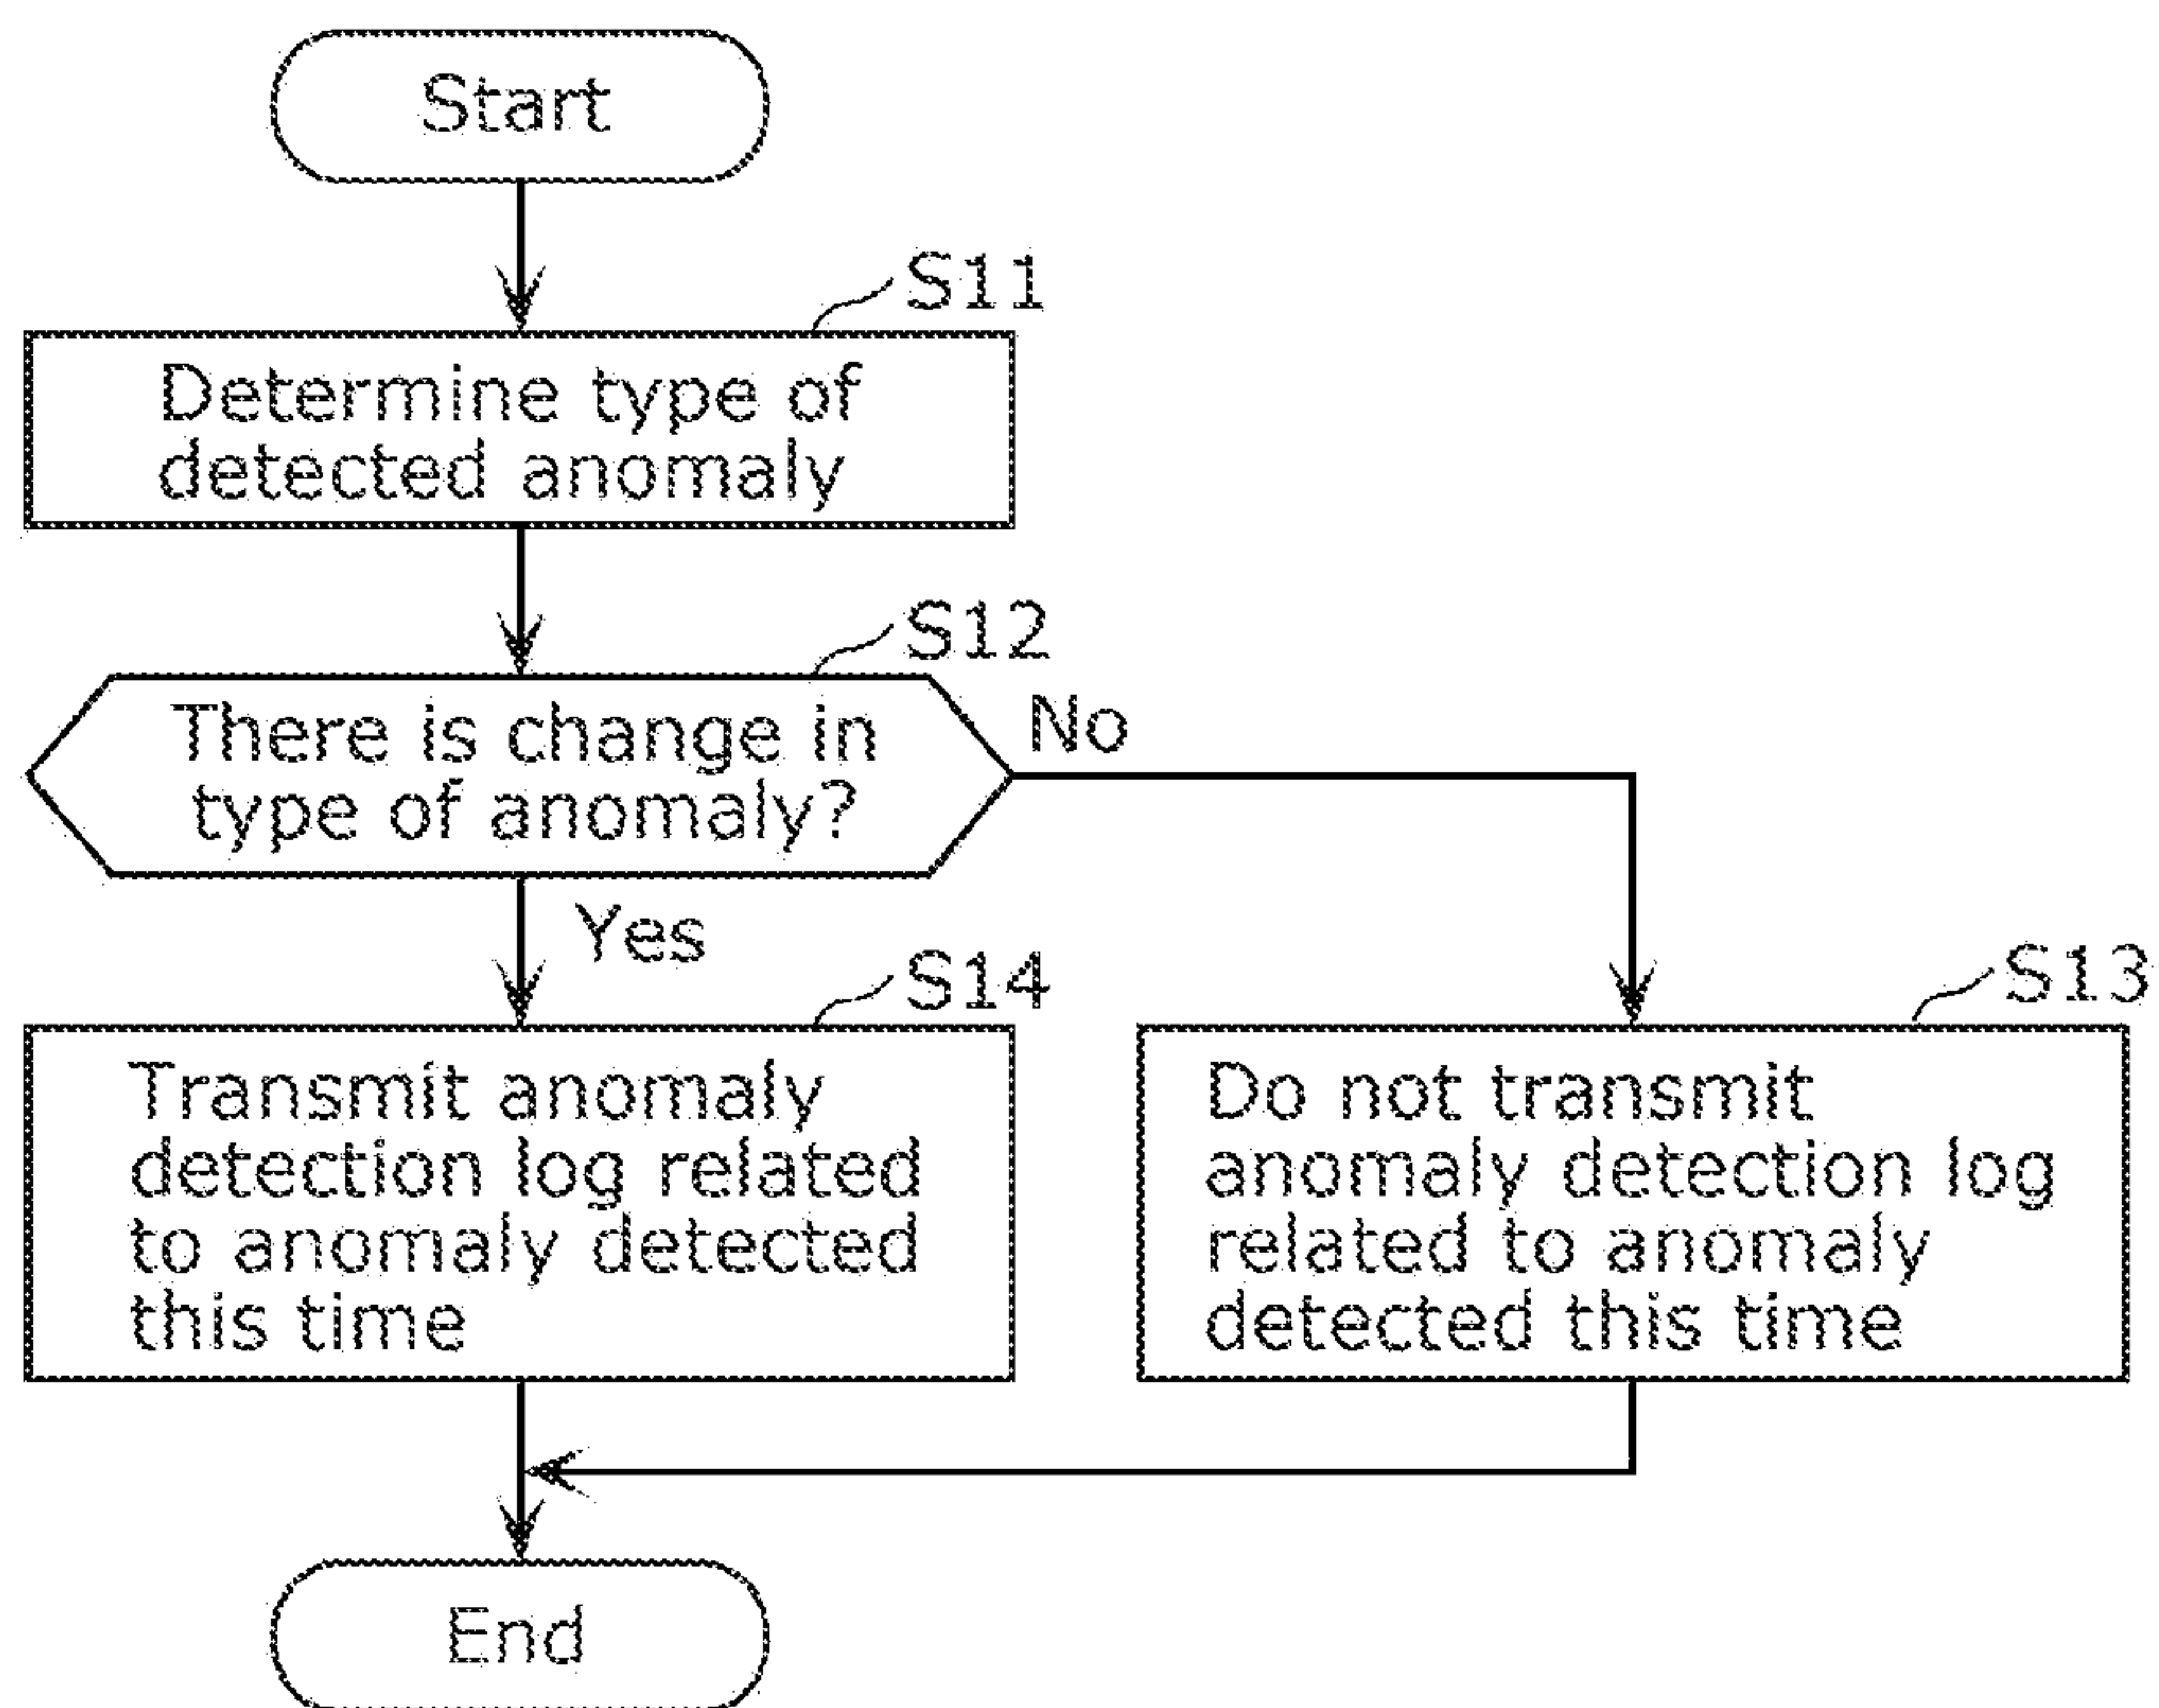 Start
S11
Determine type of
detected anomaly
S12
There is change in
type of anomaly?
No
Yes
S14
Transmit anomaly
detection log related
to anomaly detected
this time
S13
Do not transmit
anomaly detection log
related to anomaly
detected this time
End